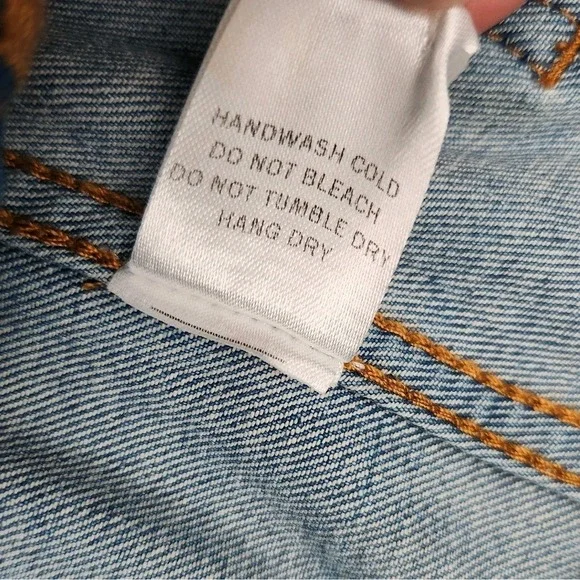 HANDWASH COLD
DO NOT BLEACH
DO NOT TUMBLE DRY
HANG DRY